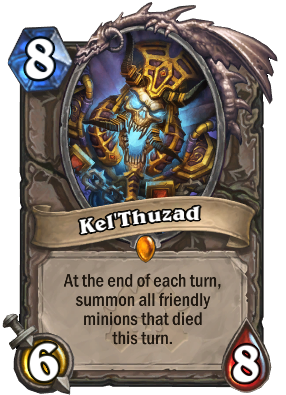 8
Kel'Thuzad
At the end of each turn,
summon all friendly
minions that died
this turn.
6
8